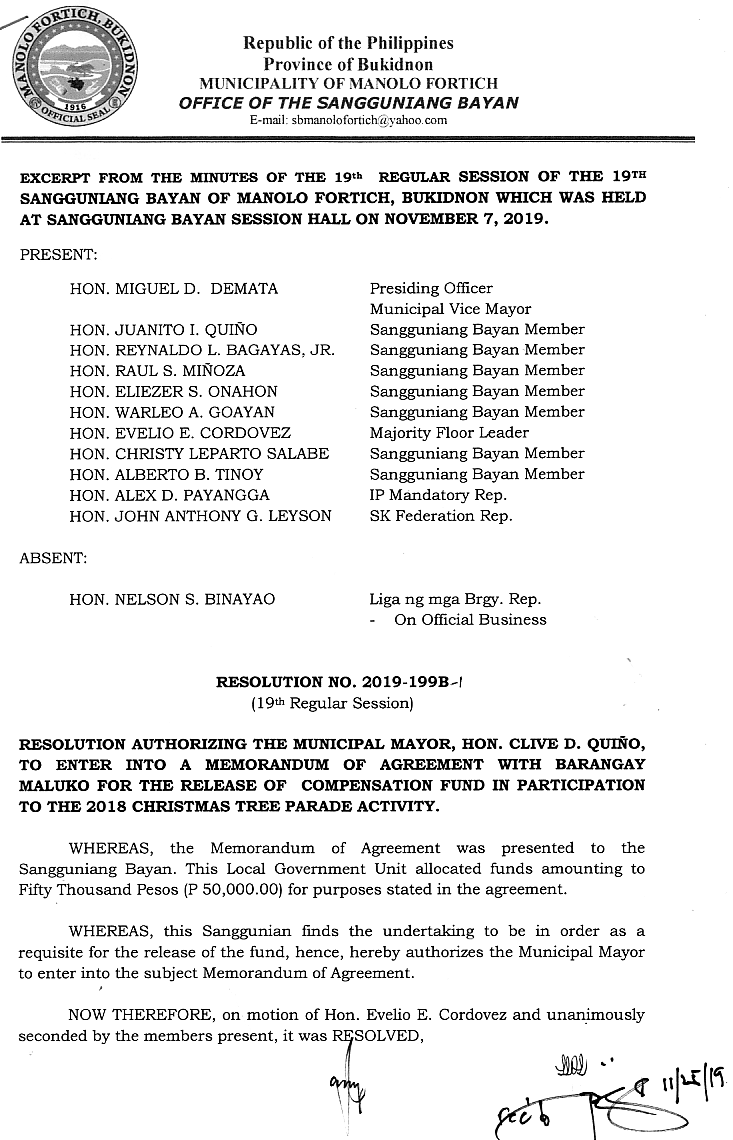 MANOLO FORTICH, BUKIDNON
1916
OFFICIAL SEAL
Republic of the Philippines
Province of Bukidnon
MUNICIPALITY OF MANOLO FORTICH
OFFICE OF THE SANGGUNIANG BAYAN
E-mail: sbmanolofortich@yahoo.com
EXCERPT FROM THE MINUTES OF THE 19th REGULAR SESSION OF THE 19TH
SANGGUNIANG BAYAN OF MANOLO FORTICH, BUKIDNON WHICH WAS HELD
AT SANGGUNIANG BAYAN SESSION HALL ON NOVEMBER 7, 2019.
PRESENT:
HON. MIGUEL D. DEMATA Presiding Officer
Municipal Vice Mayor
HON. JUANITO I. QUIÑO Sangguniang Bayan Member
HON. REYNALDO L. BAGAYAS, JR. Sangguniang Bayan Member
HON. RAUL S. MIÑOZA Sangguniang Bayan Member
HON. ELIEZER S. ONAHON Sangguniang Bayan Member
HON. WARLEO A. GOAYAN Sangguniang Bayan Member
HON. EVELIO E. CORDOVEZ Majority Floor Leader
HON. CHRISTY LEPARTO SALABE Sangguniang Bayan Member
HON. ALBERTO B. TINOY Sangguniang Bayan Member
HON. ALEX D. PAYANGGA IP Mandatory Rep.
HON. JOHN ANTHONY G. LEYSON SK Federation Rep.
ABSENT:
HON. NELSON S. BINAYAO Liga ng mga Brgy. Rep.
- On Official Business
RESOLUTION NO. 2019-199B-1
(19th Regular Session)
RESOLUTION AUTHORIZING THE MUNICIPAL MAYOR, HON. CLIVE D. QUIÑO,
TO ENTER INTO A MEMORANDUM OF AGREEMENT WITH BARANGAY
MALUKO FOR THE RELEASE OF COMPENSATION FUND IN PARTICIPATION
TO THE 2018 CHRISTMAS TREE PARADE ACTIVITY.
WHEREAS, the Memorandum of Agreement was presented to the
Sangguniang Bayan. This Local Government Unit allocated funds amounting to
Fifty Thousand Pesos (P 50,000.00) for purposes stated in the agreement.
WHEREAS, this Sanggunian finds the undertaking to be in order as a
requisite for the release of the fund, hence, hereby authorizes the Municipal Mayor
to enter into the subject Memorandum of Agreement.
NOW THEREFORE, on motion of Hon. Evelio E. Cordovez and unanimously
seconded by the members present, it was RESOLVED,
11/25/19